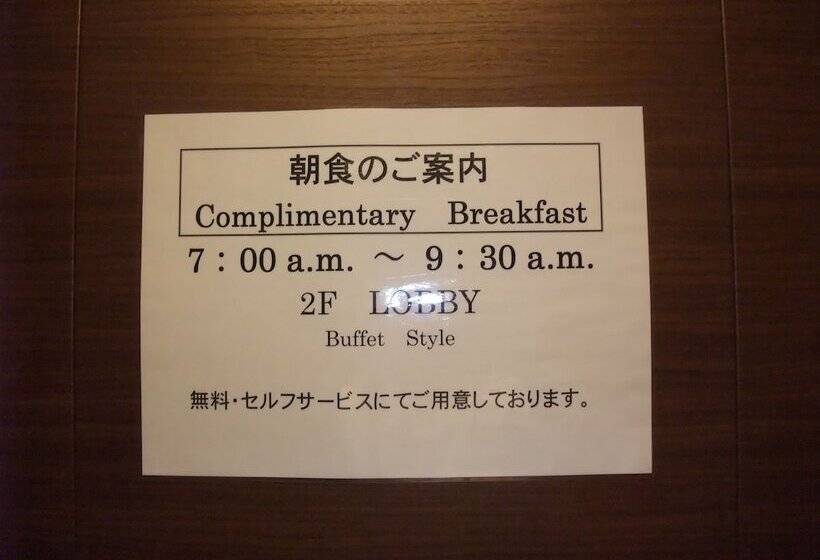 朝食のご案内
Complimentary Breakfast
7：00 a.m. ～ 9：30 a.m.
2F LOBBY
Buffet Style
無料・セルフサービスにてご用意しております。